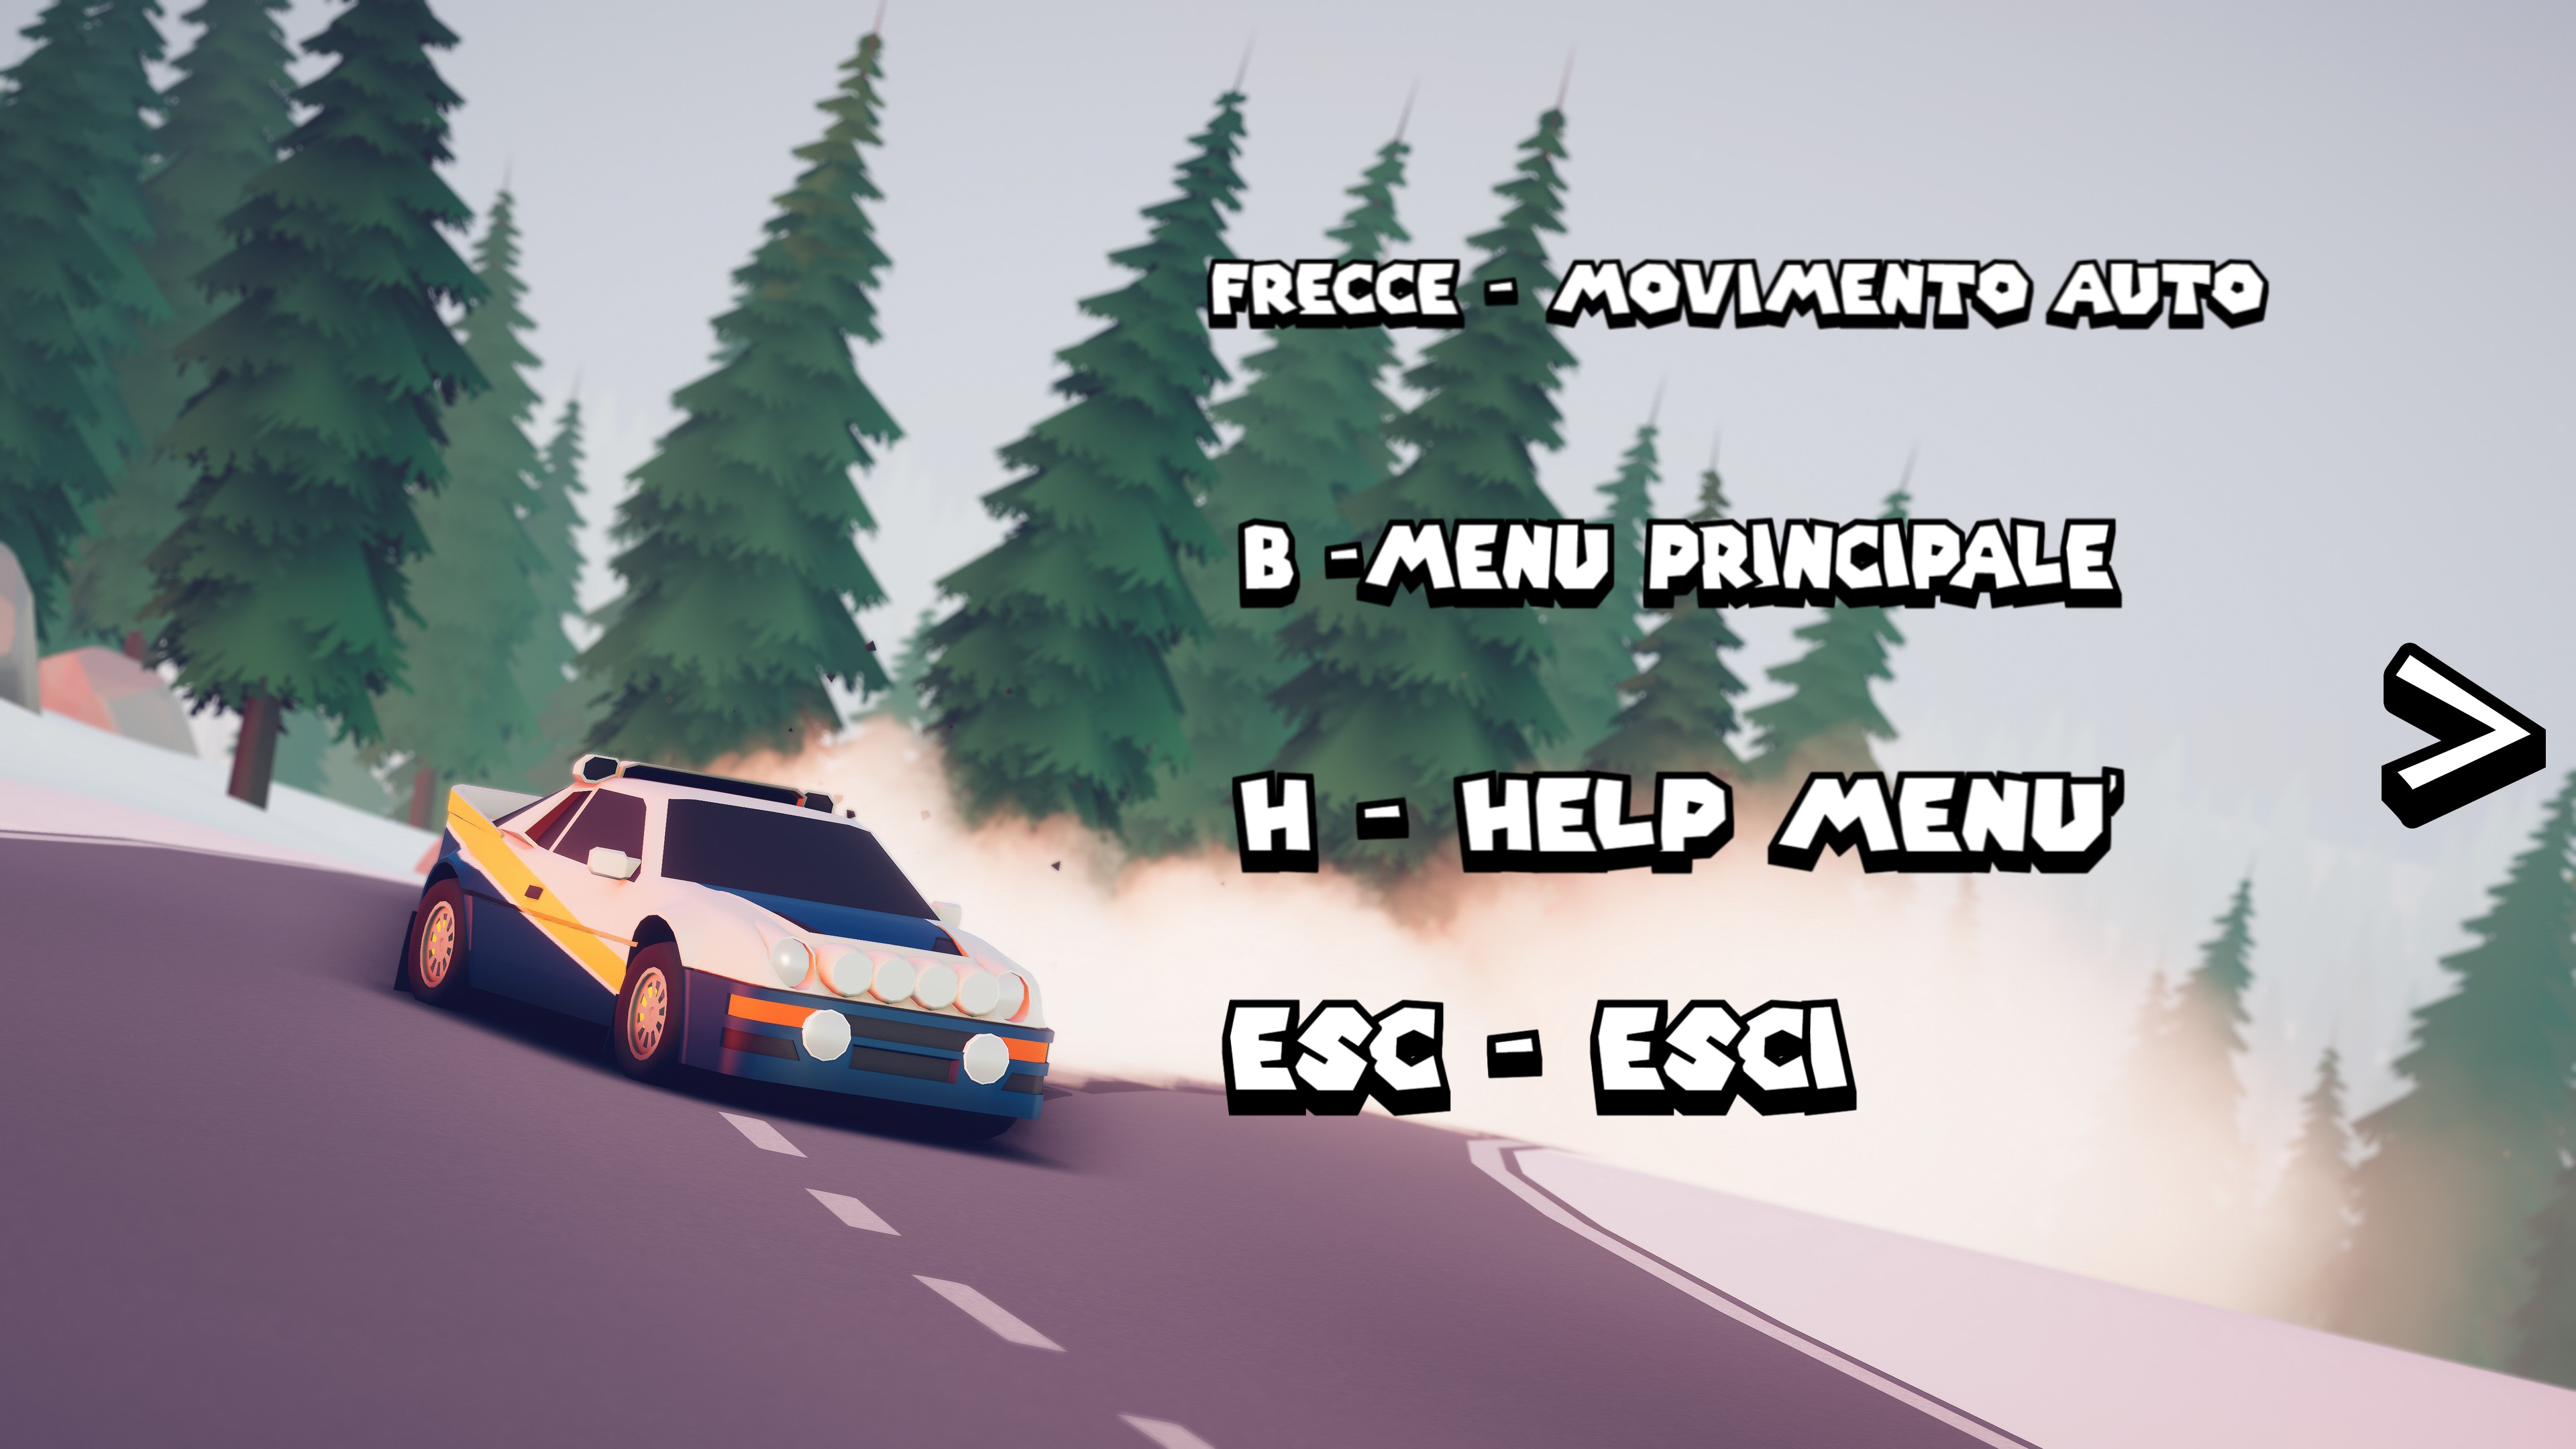 FRECCE - MOVIMENTO AUTO
B -MENU PRINCIPALE
H - HELP MENU'
>
ESC - ESCI